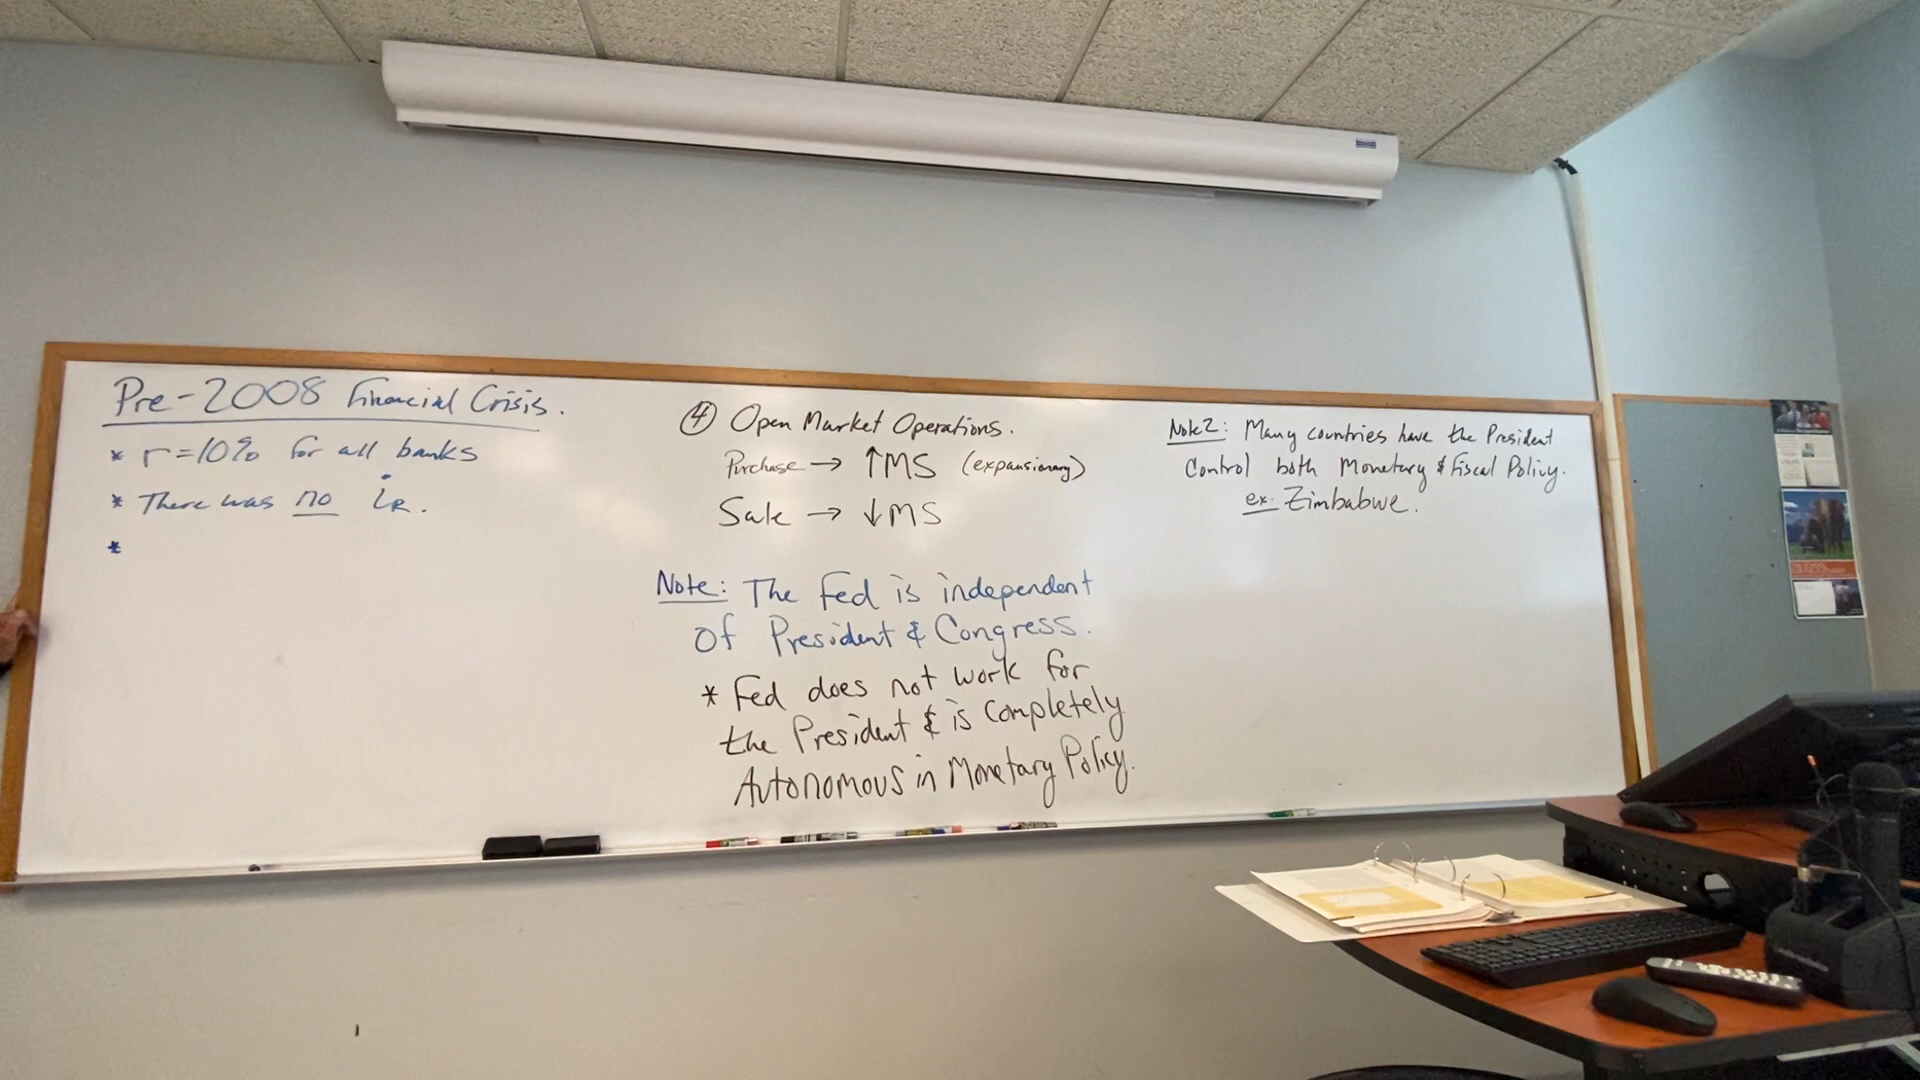 Pre-2008 Financial Crisis.
* r=10% for all banks
* There was no iR.
*
④ Open Market Operations.
Purchase → ↑MS (expansionary)
Sale → ↓MS
Note: The Fed is independent
of President & Congress.
* Fed does not work for
the President & is completely
Autonomous in Monetary Policy.
Note2: Many countries have the President
Control both Monetary & Fiscal Policy.
ex. Zimbabwe.